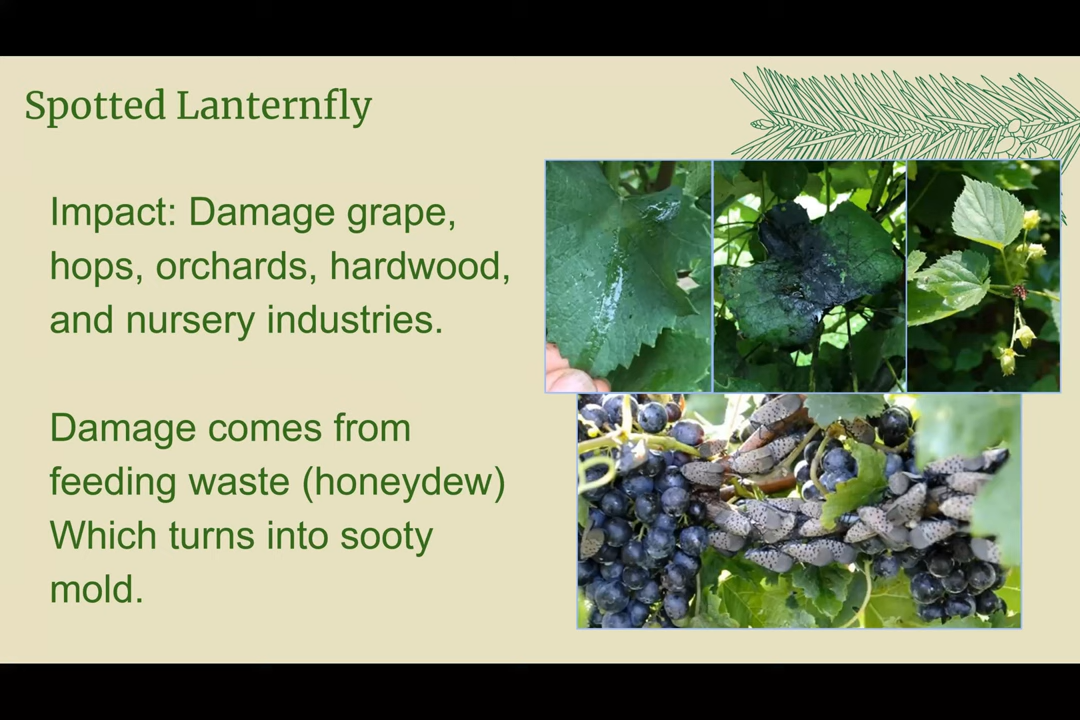 Spotted Lanternfly
Impact: Damage grape,
hops, orchards, hardwood,
and nursery industries.
Damage comes from
feeding waste (honeydew)
Which turns into sooty
mold.